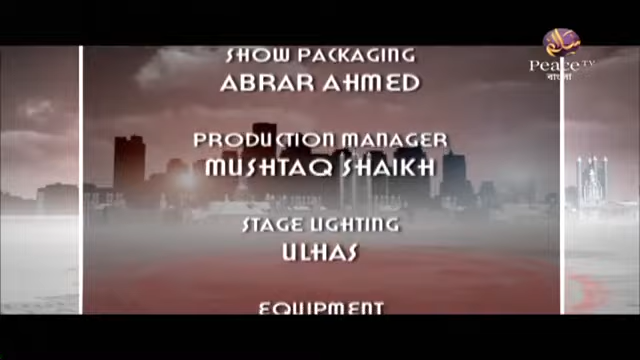 SHOW PACKAGING
ABRAR AHMED
PRODUCTION MANAGER
MUSHTAQ SHAIKH
STAGE LIGHTING
ULHAS
EQUIPMENT
Peace TV
বাংলা